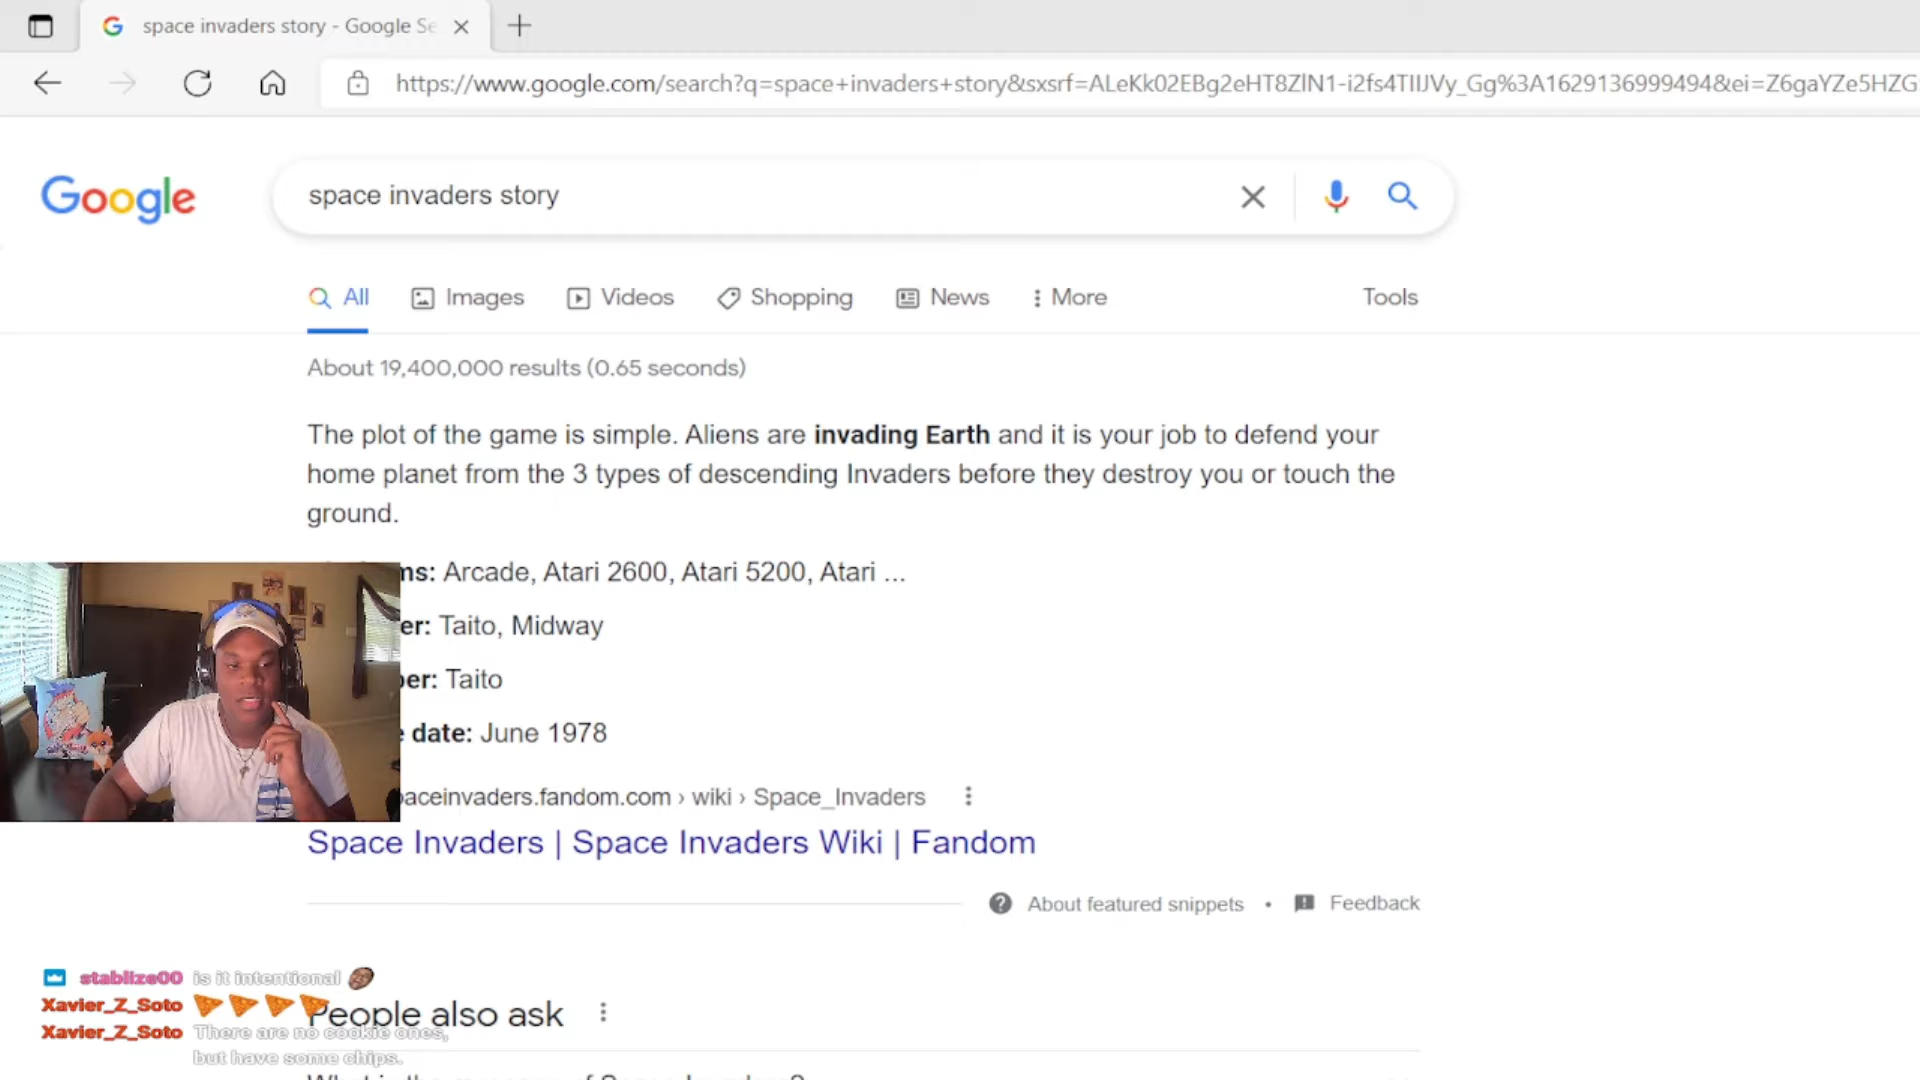 space invaders story - Google Se
https://www.google.com/search?q=space+invaders+story&sxsrf=ALeKk02EBg2eHT8ZlN1-i2fs4TIIJVy_Gg%3A1629136999494&ei=Z6gaYZe5HZG
Google
space invaders story
All Images Videos Shopping News More Tools
About 19,400,000 results (0.65 seconds)
The plot of the game is simple. Aliens are invading Earth and it is your job to defend your
home planet from the 3 types of descending Invaders before they destroy you or touch the
ground.
ms: Arcade, Atari 2600, Atari 5200, Atari ...
er: Taito, Midway
per: Taito
e date: June 1978
paceinvaders.fandom.com › wiki › Space_Invaders
Space Invaders | Space Invaders Wiki | Fandom
About featured snippets • Feedback
stablize00 is it intentional
Xavier_Z_Soto
People also ask
Xavier_Z_Soto There are no cookie ones,
but have some chips.